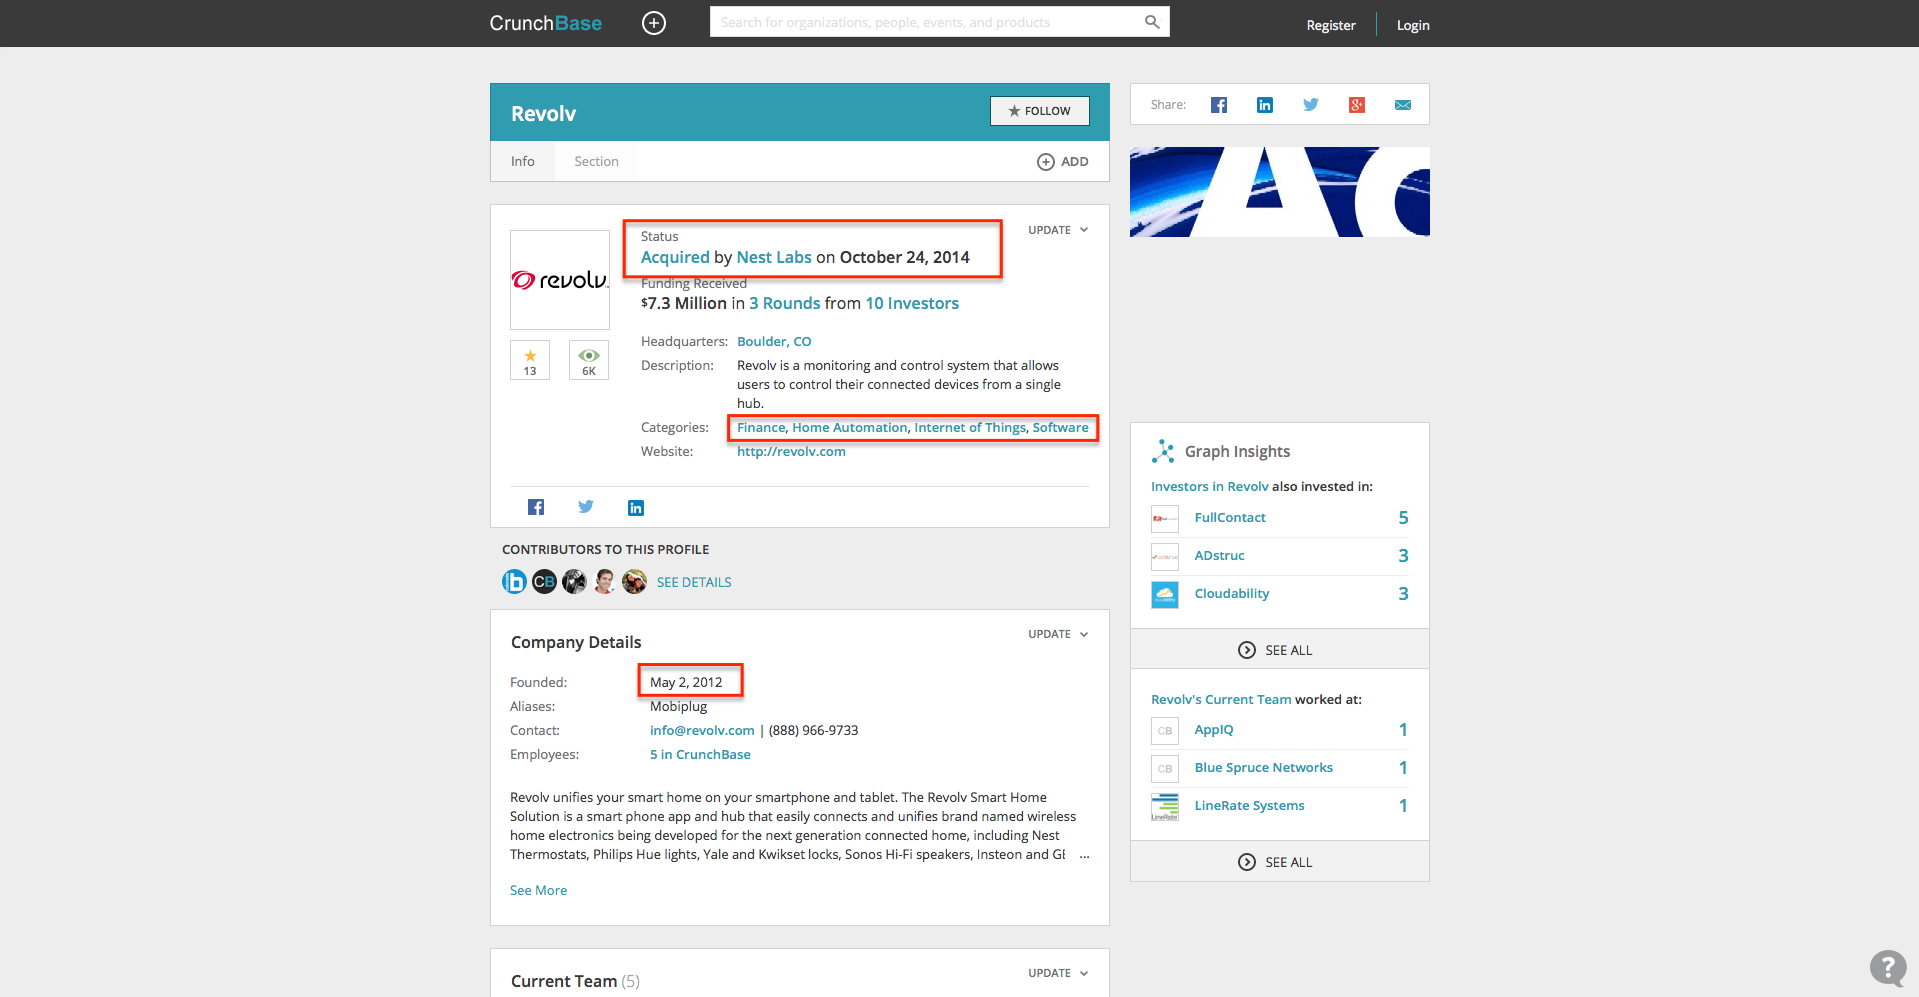 CrunchBase
Search for organizations, people, events, and products
Register
Login
Revolv
FOLLOW
Info
Section
ADD
Share:
AC
revolv
13
6K
Status
UPDATE
Acquired by Nest Labs on October 24, 2014
Funding Received
$7.3 Million in 3 Rounds from 10 Investors
Headquarters: Boulder, CO
Description: Revolv is a monitoring and control system that allows
users to control their connected devices from a single
hub.
Categories: Finance, Home Automation, Internet of Things, Software
Website: http://revolv.com
CONTRIBUTORS TO THIS PROFILE
CB
SEE DETAILS
Company Details
UPDATE
Founded: May 2, 2012
Aliases: Mobiplug
Contact: info@revolv.com | (888) 966-9733
Employees: 5 in CrunchBase
Revolv unifies your smart home on your smartphone and tablet. The Revolv Smart Home
Solution is a smart phone app and hub that easily connects and unifies brand named wireless
home electronics being developed for the next generation connected home, including Nest
Thermostats, Philips Hue lights, Yale and Kwikset locks, Sonos Hi-Fi speakers, Insteon and GE ...
See More
Current Team (5)
UPDATE
Graph Insights
Investors in Revolv also invested in:
FullContact 5
ADstruc 3
Cloudability 3
SEE ALL
Revolv's Current Team worked at:
CB AppIQ 1
CB Blue Spruce Networks 1
LineRate LineRate Systems 1
SEE ALL
?